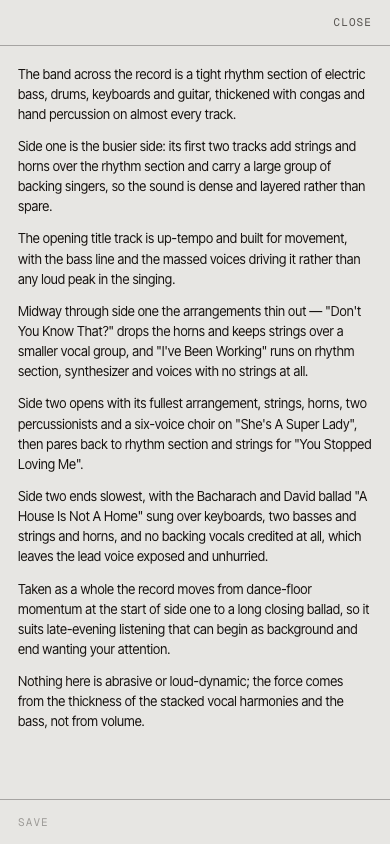 CLOSE
The band across the record is a tight rhythm section of electric
bass, drums, keyboards and guitar, thickened with congas and
hand percussion on almost every track.
Side one is the busier side: its first two tracks add strings and
horns over the rhythm section and carry a large group of
backing singers, so the sound is dense and layered rather than
spare.
The opening title track is up-tempo and built for movement,
with the bass line and the massed voices driving it rather than
any loud peak in the singing.
Midway through side one the arrangements thin out — "Don't
You Know That?" drops the horns and keeps strings over a
smaller vocal group, and "I've Been Working" runs on rhythm
section, synthesizer and voices with no strings at all.
Side two opens with its fullest arrangement, strings, horns, two
percussionists and a six-voice choir on "She's A Super Lady",
then pares back to rhythm section and strings for "You Stopped
Loving Me".
Side two ends slowest, with the Bacharach and David ballad "A
House Is Not A Home" sung over keyboards, two basses and
strings and horns, and no backing vocals credited at all, which
leaves the lead voice exposed and unhurried.
Taken as a whole the record moves from dance-floor
momentum at the start of side one to a long closing ballad, so it
suits late-evening listening that can begin as background and
end wanting your attention.
Nothing here is abrasive or loud-dynamic; the force comes
from the thickness of the stacked vocal harmonies and the
bass, not from volume.
SAVE